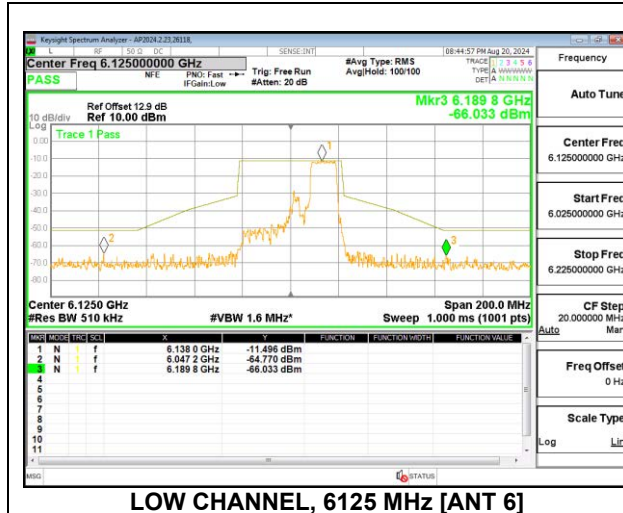 Keysight Spectrum Analyzer - AP2024.2.23,26118,
L RF 50 Ω DC SENSE:INT 08:44:57 PM Aug 20, 2024
Center Freq 6.125000000 GHz
PASS
NFE PNO: Fast IFGain:Low
Trig: Free Run
#Atten: 20 dB
#Avg Type: RMS
Avg|Hold: 100/100
TRACE 1 2 3 4 5 6
TYPE A WWWWW
DET A N N N N N
Frequency
Auto Tune
Ref Offset 12.9 dB
10 dB/div Ref 10.00 dBm
Mkr3 6.189 8 GHz
-66.033 dBm
Log
Trace 1 Pass
0.00
-10.0
-20.0
-30.0
-40.0
-50.0
-60.0
-70.0
-80.0
1
2
3
Center Freq
6.125000000 GHz
Start Freq
6.025000000 GHz
Stop Freq
6.225000000 GHz
Center 6.1250 GHz Span 200.0 MHz
#Res BW 510 kHz #VBW 1.6 MHz* Sweep 1.000 ms (1001 pts)
CF Step
20.000000 MHz
Auto Man
MKR MODE TRC SCL X Y FUNCTION FUNCTION WIDTH FUNCTION VALUE
1 N 1 f 6.138 0 GHz -11.496 dBm
2 N 1 f 6.047 2 GHz -64.770 dBm
3 N 1 f 6.189 8 GHz -66.033 dBm
4
5
6
7
8
9
10
11
Freq Offset
0 Hz
Scale Type
Log Lin
MSG STATUS
LOW CHANNEL, 6125 MHz [ANT 6]